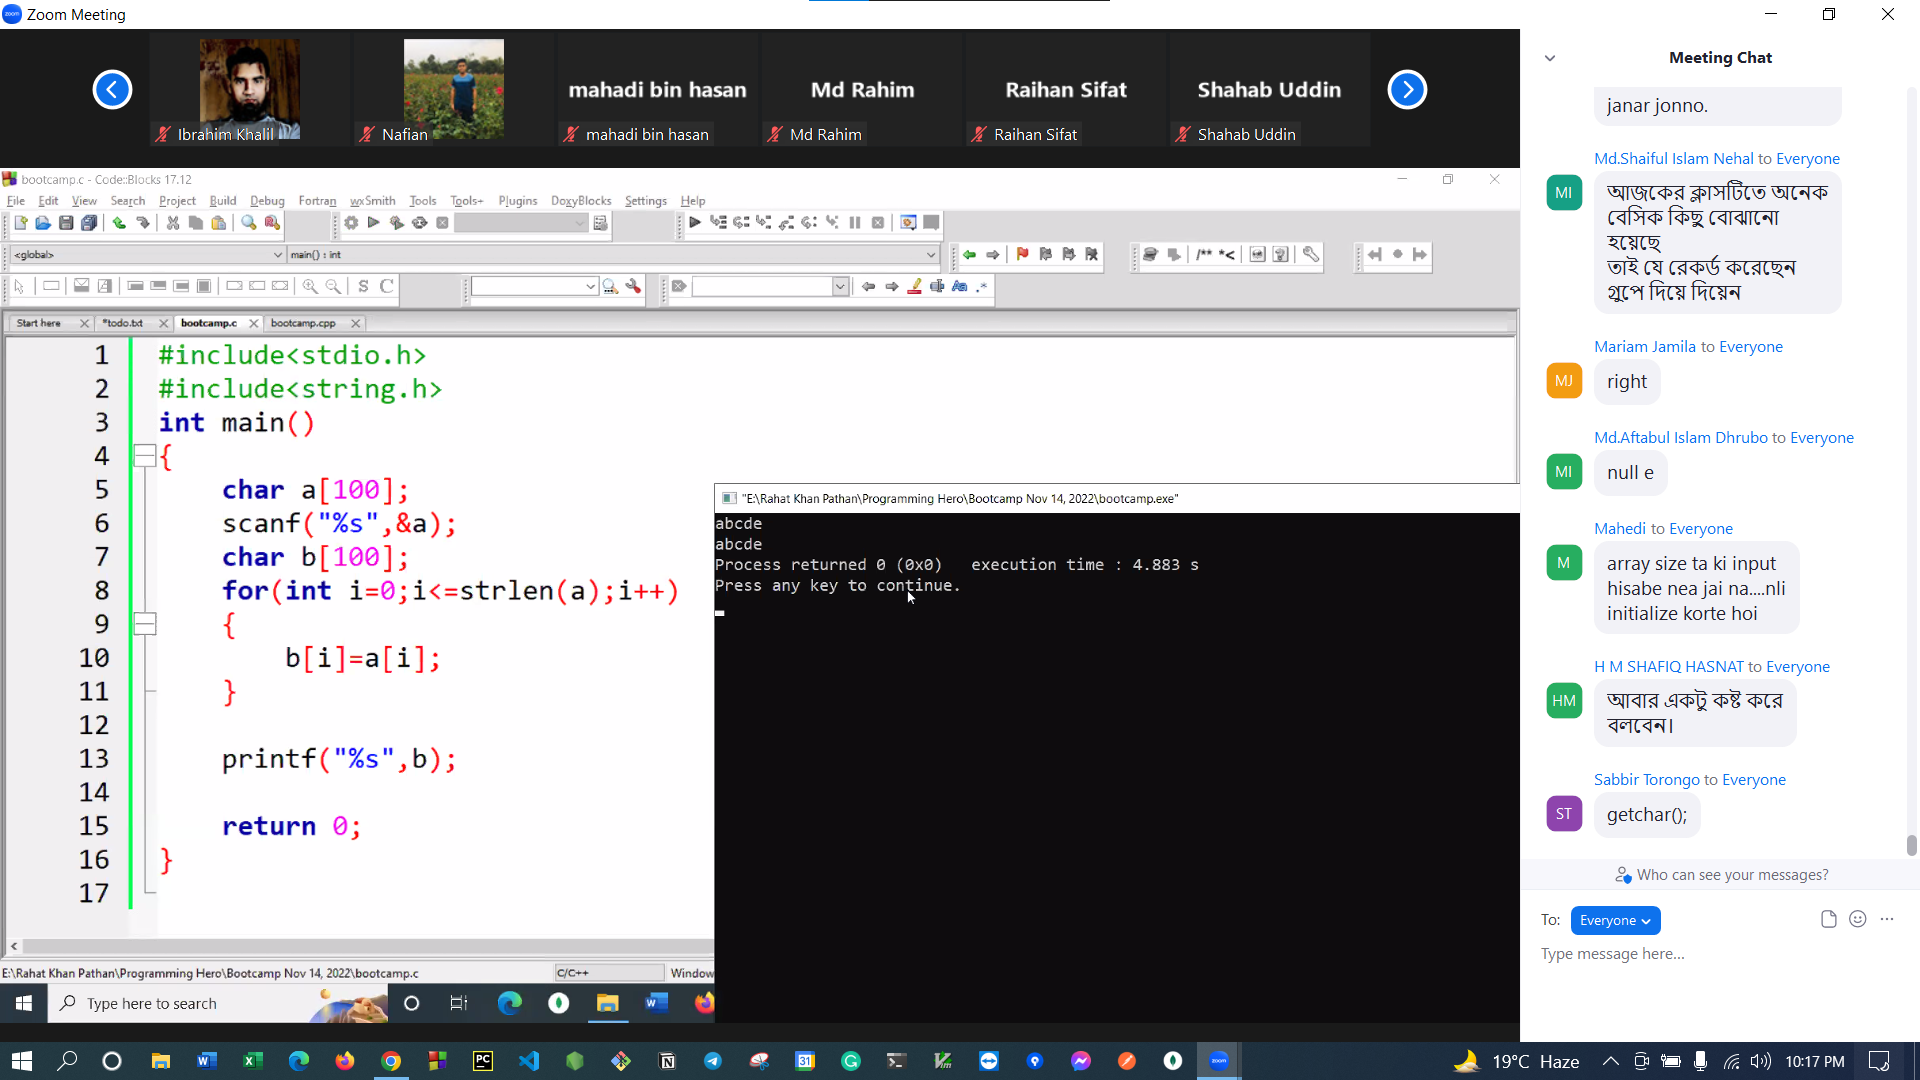 Zoom Meeting
mahadi bin hasan
Md Rahim
Raihan Sifat
Shahab Uddin
Ibrahim Khalil
Nafian
mahadi bin hasan
Md Rahim
Raihan Sifat
Shahab Uddin
bootcamp.c - Code::Blocks 17.12
File Edit View Search Project Build Debug Fortran wxSmith Tools Tools+ Plugins DoxyBlocks Settings Help
<global>
main() : int
Start here
*todo.txt
bootcamp.c
bootcamp.cpp
1 #include<stdio.h>
2 #include<string.h>
3 int main()
4 {
5 char a[100];
6 scanf("%s",&a);
7 char b[100];
8 for(int i=0;i<=strlen(a);i++)
9 {
10 b[i]=a[i];
11 }
12
13 printf("%s",b);
14
15 return 0;
16 }
17
"E:\Rahat Khan Pathan\Programming Hero\Bootcamp Nov 14, 2022\bootcamp.exe"
abcde
abcde
Process returned 0 (0x0)   execution time : 4.883 s
Press any key to continue.
E:\Rahat Khan Pathan\Programming Hero\Bootcamp Nov 14, 2022\bootcamp.c
C/C++
Window
Type here to search
Meeting Chat
janar jonno.
Md.Shaiful Islam Nehal to Everyone
MI
আজকের ক্লাসটিতে অনেক
বেসিক কিছু বোঝানো
হয়েছে
তাই যে রেকর্ড করেছেন
গ্রুপে দিয়ে দিয়েন
Mariam Jamila to Everyone
MJ
right
Md.Aftabul Islam Dhrubo to Everyone
MI
null e
Mahedi to Everyone
M
array size ta ki input
hisabe nea jai na....nli
initialize korte hoi
H M SHAFIQ HASNAT to Everyone
HM
আবার একটু কষ্ট করে
বলবেন।
Sabbir Torongo to Everyone
ST
getchar();
Who can see your messages?
To: Everyone
Type message here...
19°C Haze
10:17 PM